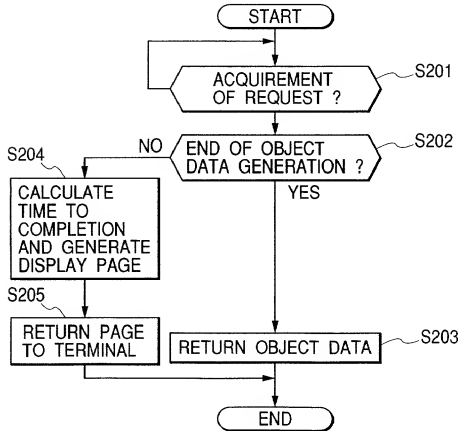 START
ACQUIREMENT
OF REQUEST ?
S201
END OF OBJECT
DATA GENERATION ?
S202
NO
YES
S204
CALCULATE
TIME TO
COMPLETION
AND GENERATE
DISPLAY PAGE
S205
RETURN PAGE
TO TERMINAL
RETURN OBJECT DATA
S203
END